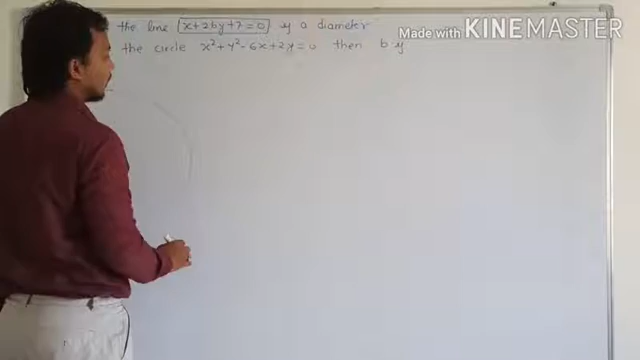 Made with KINEMASTER
the line x+2by+7=0 is a diameter
the circle x²+y²-6x+2y=0 then b is